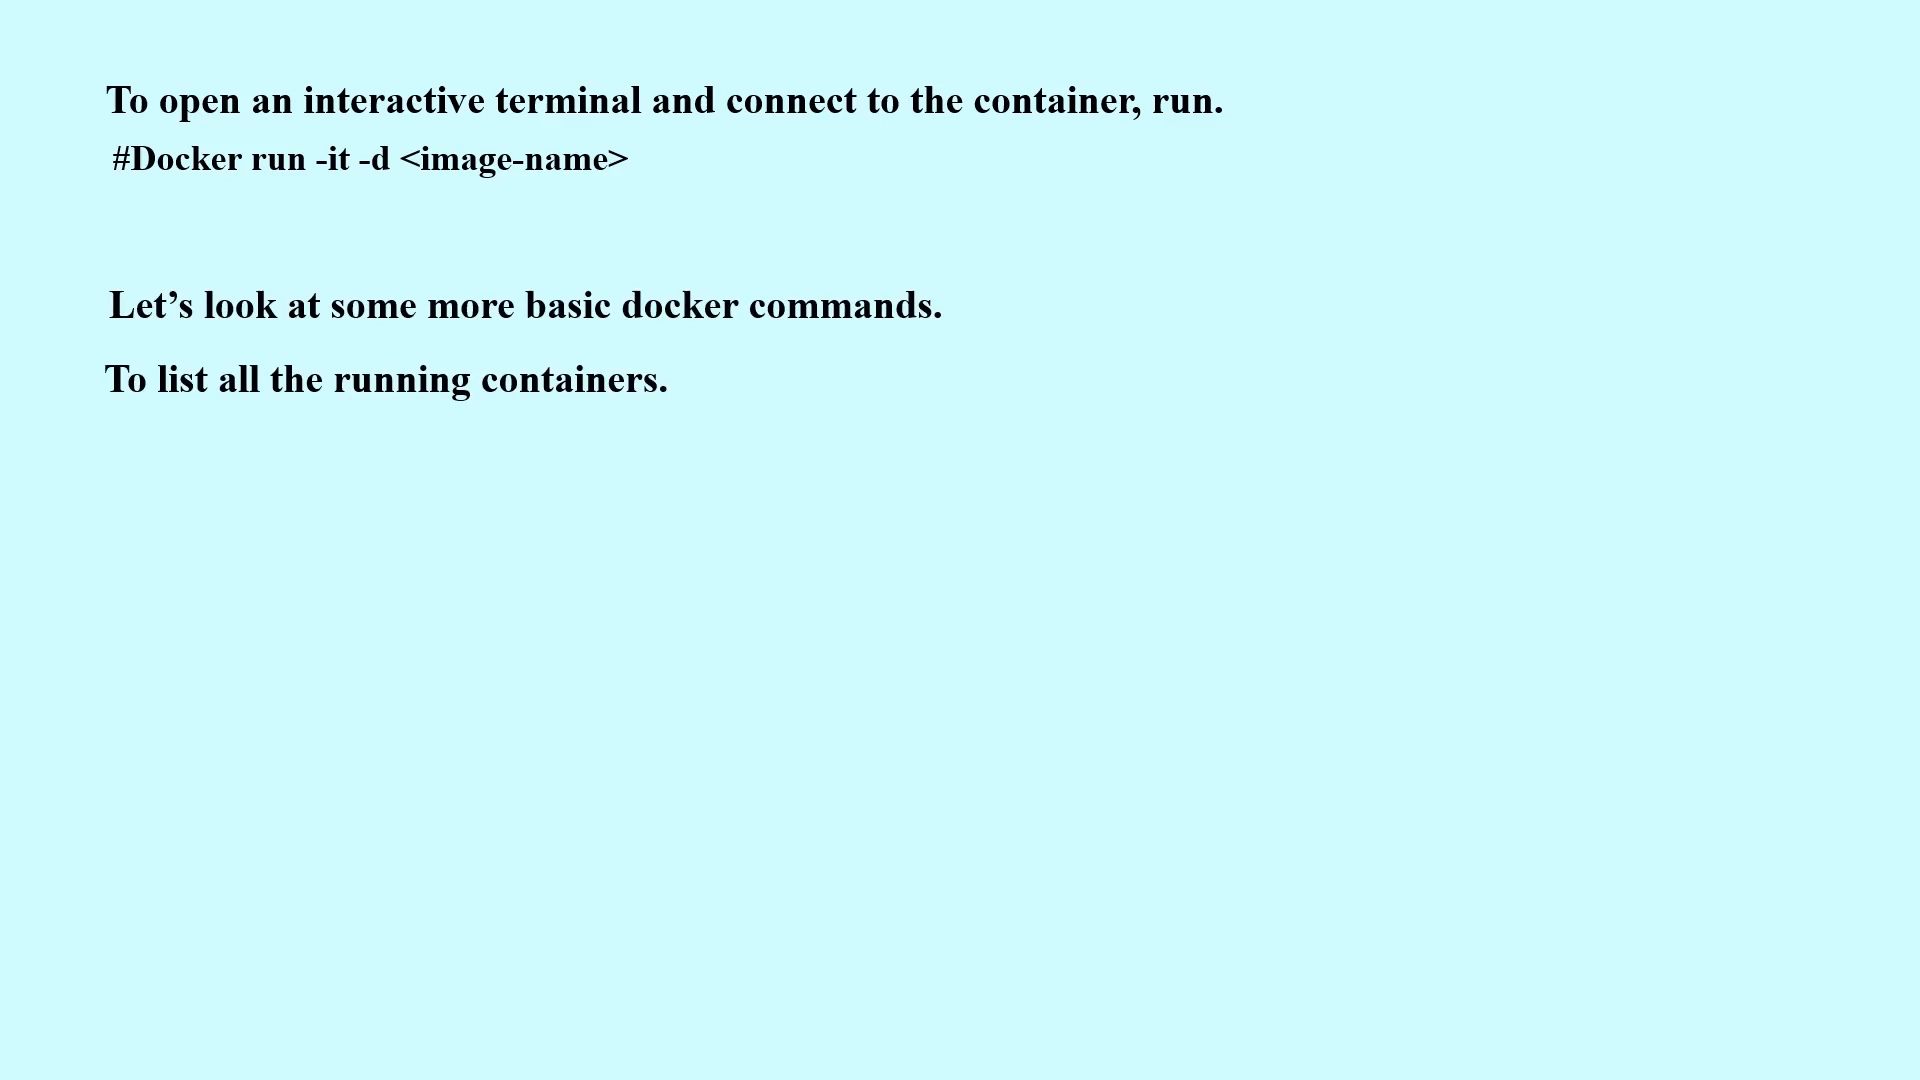 To open an interactive terminal and connect to the container, run.
#Docker run -it -d <image-name>
Let’s look at some more basic docker commands.
To list all the running containers.